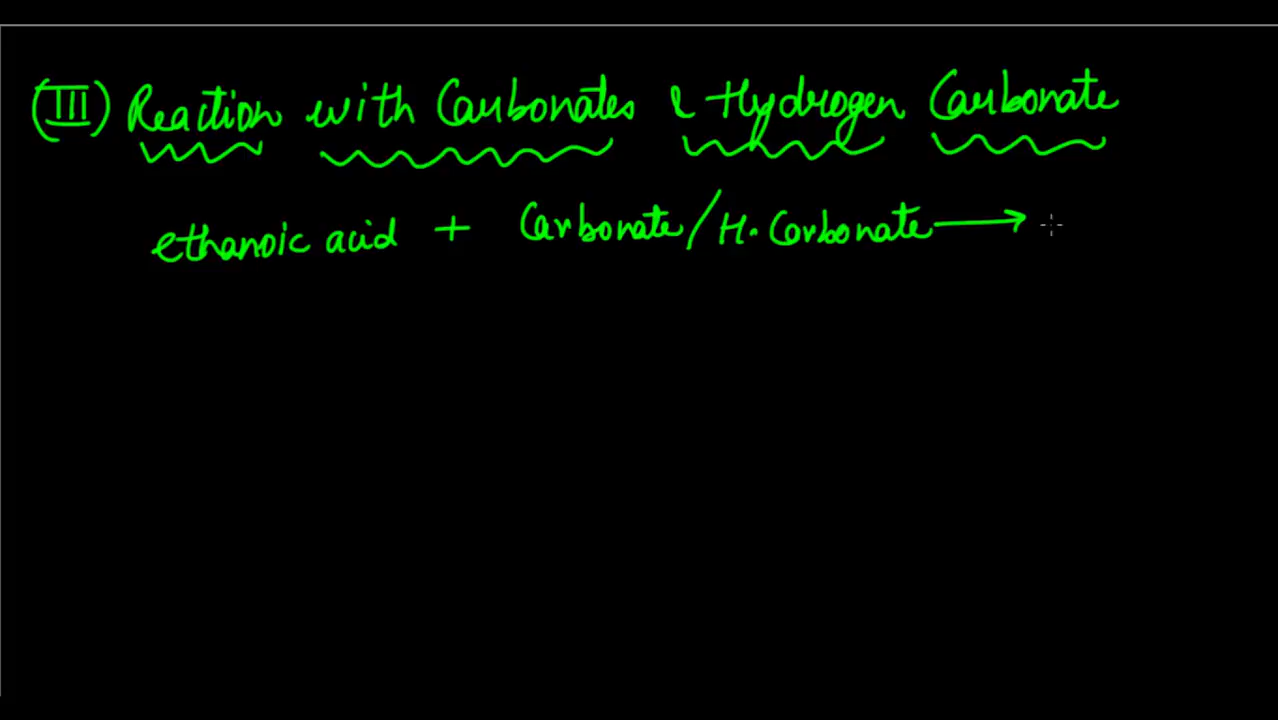 (III) Reaction with Carbonates & Hydrogen Carbonate
ethanoic acid + Carbonate/H. Carbonate →